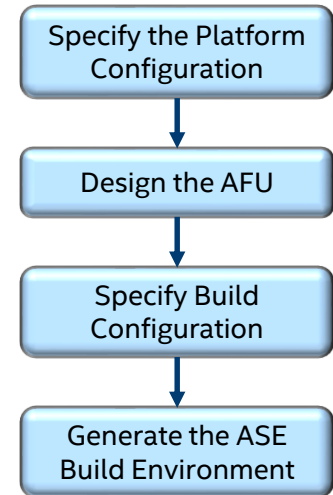 Specify the Platform
Configuration
Design the AFU
Specify Build
Configuration
Generate the ASE
Build Environment